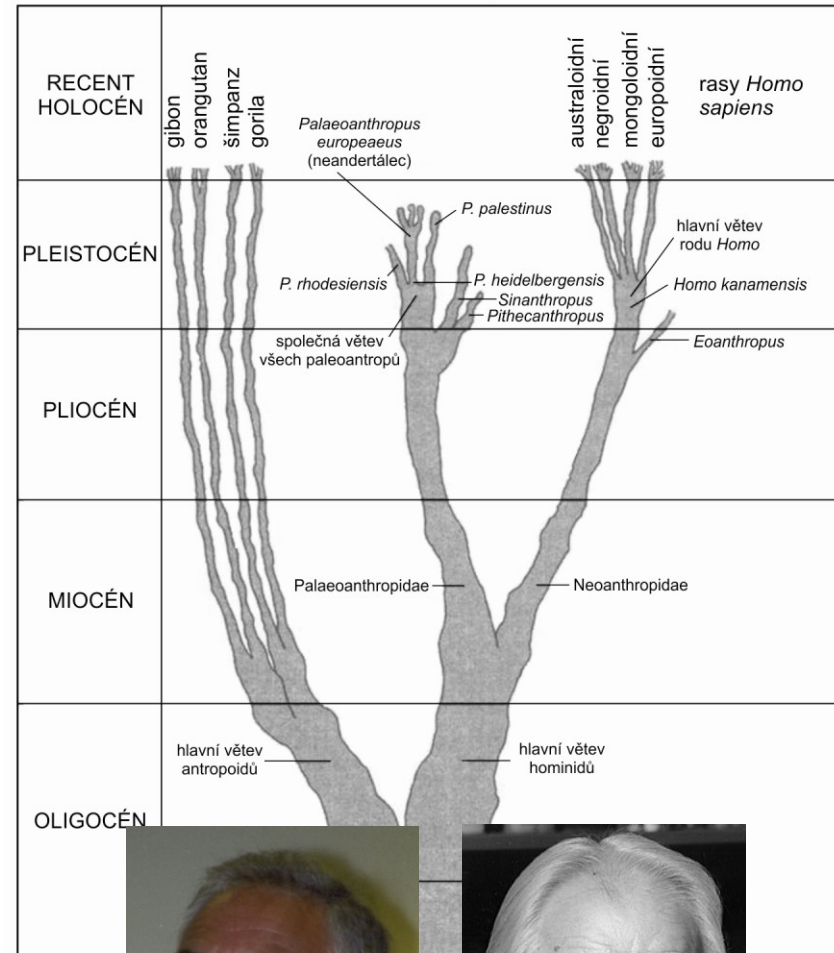 RECENT
HOLOCÉN
gibon
orangutan
šimpanz
gorila
Palaeoanthropus
europeaeus
(neandertálec)
australoidní
negroidní
mongoloidní
europoidní
rasy Homo
sapiens
PLEISTOCÉN
P. palestinus
hlavní větev
rodu Homo
P. rhodesiensis
P. heidelbergensis
Sinanthropus
Pithecanthropus
Homo kanamensis
společná větev
všech paleoantropů
Eoanthropus
PLIOCÉN
MIOCÉN
Palaeoanthropidae
Neoanthropidae
hlavní větev
antropoidů
hlavní větev
hominidů
OLIGOCÉN